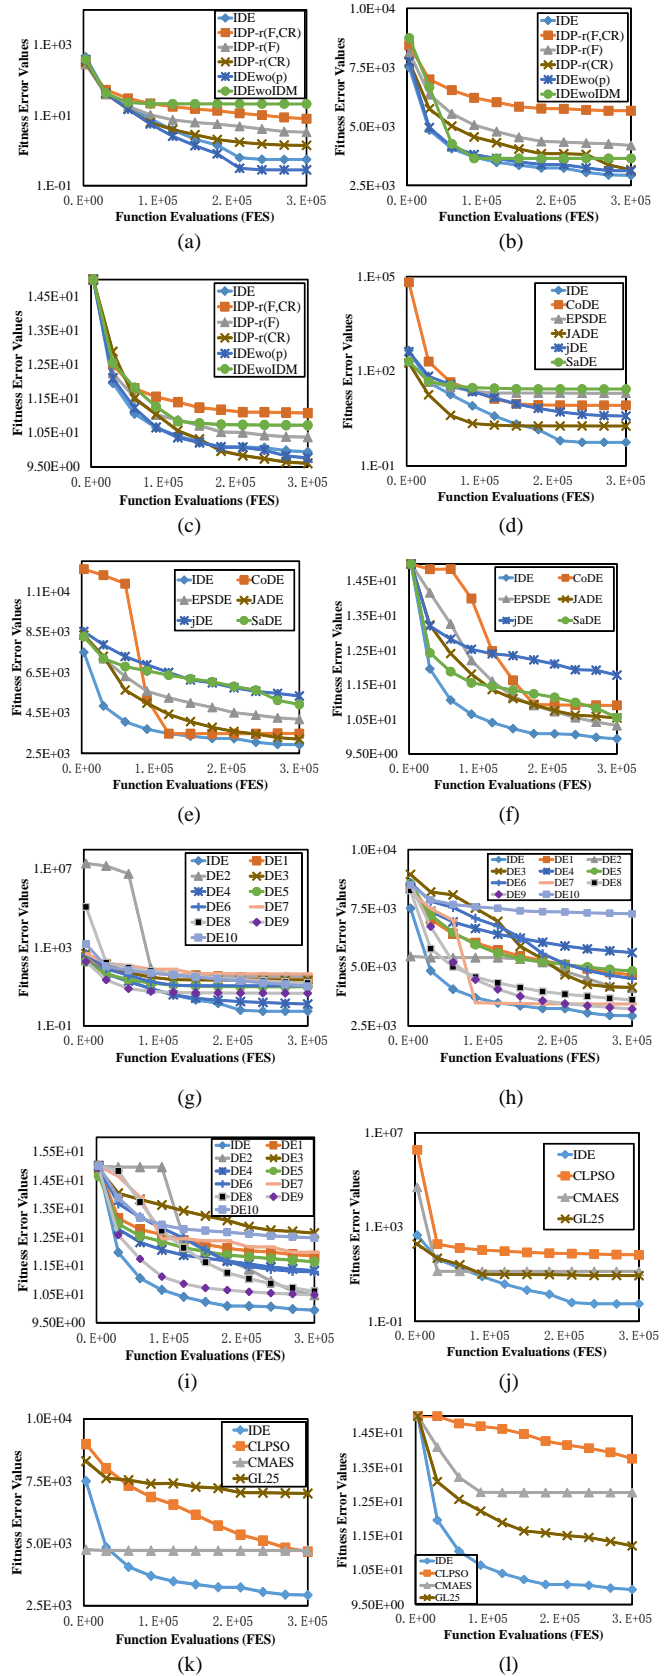 Fitness Error Values
1.E+03
1.E+01
1.E-01
IDE
IDP-r(F,CR)
IDP-r(F)
IDP-r(CR)
IDEwo(p)
IDEwoIDM
0.E+00 1.E+05 2.E+05 3.E+05
Function Evaluations (FES)
(a)
Fitness Error Values
1.0E+04
7.5E+03
5.0E+03
2.5E+03
IDE
IDP-r(F,CR)
IDP-r(F)
IDP-r(CR)
IDEwo(p)
IDEwoIDM
0.E+00 1.E+05 2.E+05 3.E+05
Function Evaluations (FES)
(b)
Fitness Error Values
1.45E+01
1.35E+01
1.25E+01
1.15E+01
1.05E+01
9.50E+00
IDE
IDP-r(F,CR)
IDP-r(F)
IDP-r(CR)
IDEwo(p)
IDEwoIDM
0.E+00 1.E+05 2.E+05 3.E+05
Function Evaluations (FES)
(c)
Fitness Error Values
1.E+05
1.E+02
1.E-01
IDE
CoDE
EPSDE
JADE
jDE
SaDE
0.E+00 1.E+05 2.E+05 3.E+05
Function Evaluations (FES)
(d)
Fitness Error Values
1.1E+04
8.5E+03
6.5E+03
4.5E+03
2.5E+03
IDE CoDE
EPSDE JADE
jDE SaDE
0.E+00 1.E+05 2.E+05 3.E+05
Function Evaluations (FES)
(e)
Fitness Error Values
1.45E+01
1.35E+01
1.25E+01
1.15E+01
1.05E+01
9.50E+00
IDE CoDE
EPSDE JADE
jDE SaDE
0.E+00 1.E+05 2.E+05 3.E+05
Function Evaluations (FES)
(f)
Fitness Error Values
1.E+07
1.E+03
1.E-01
IDE DE1
DE2 DE3
DE4 DE5
DE6 DE7
DE8 DE9
DE10
0.E+00 1.E+05 2.E+05 3.E+05
Function Evaluations (FES)
(g)
Fitness Error Values
1.0E+04
7.5E+03
5.0E+03
2.5E+03
IDE DE1 DE2
DE3 DE4 DE5
DE6 DE7 DE8
DE9 DE10
0.E+00 1.E+05 2.E+05 3.E+05
Function Evaluations (FES)
(h)
Fitness Error Values
1.55E+01
1.45E+01
1.35E+01
1.25E+01
1.15E+01
1.05E+01
9.50E+00
IDE DE1
DE2 DE3
DE4 DE5
DE6 DE7
DE8 DE9
DE10
0.E+00 1.E+05 2.E+05 3.E+05
Function Evaluations (FES)
(i)
Fitness Error Values
1.E+07
1.E+03
1.E-01
IDE
CLPSO
CMAES
GL25
0.E+00 1.E+05 2.E+05 3.E+05
Function Evaluations (FES)
(j)
Fitness Error Values
1.0E+04
7.5E+03
5.0E+03
2.5E+03
IDE
CLPSO
CMAES
GL25
0.E+00 1.E+05 2.E+05 3.E+05
Function Evaluations (FES)
(k)
Fitness Error Values
1.45E+01
1.35E+01
1.25E+01
1.15E+01
1.05E+01
9.50E+00
IDE
CLPSO
CMAES
GL25
0.E+00 1.E+05 2.E+05 3.E+05
Function Evaluations (FES)
(l)